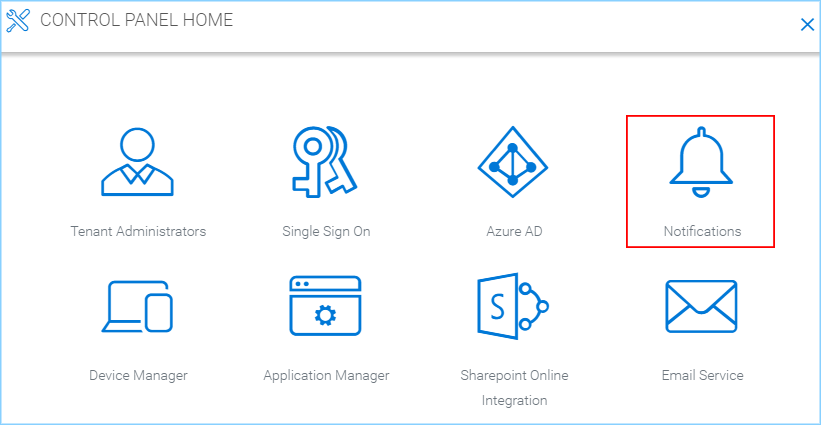 CONTROL PANEL HOME
Tenant Administrators
Single Sign On
Azure AD
Notifications
Device Manager
Application Manager
Sharepoint Online
Integration
Email Service